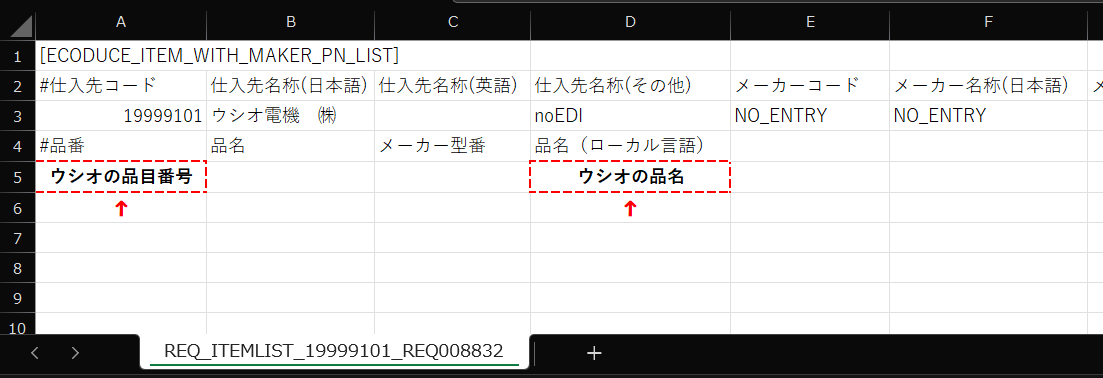 A B C D E F
1 [ECODUCE_ITEM_WITH_MAKER_PN_LIST]
2 #仕入先コード 仕入先名称(日本語) 仕入先名称(英語) 仕入先名称(その他) メーカーコード メーカー名称(日本語)
3 19999101 ウシオ電機　㈱ noEDI NO_ENTRY NO_ENTRY
4 #品番 品名 メーカー型番 品名（ローカル言語）
5 ウシオの品目番号 ウシオの品名
6 ↑ ↑
7
8
9
10
REQ_ITEMLIST_19999101_REQ008832